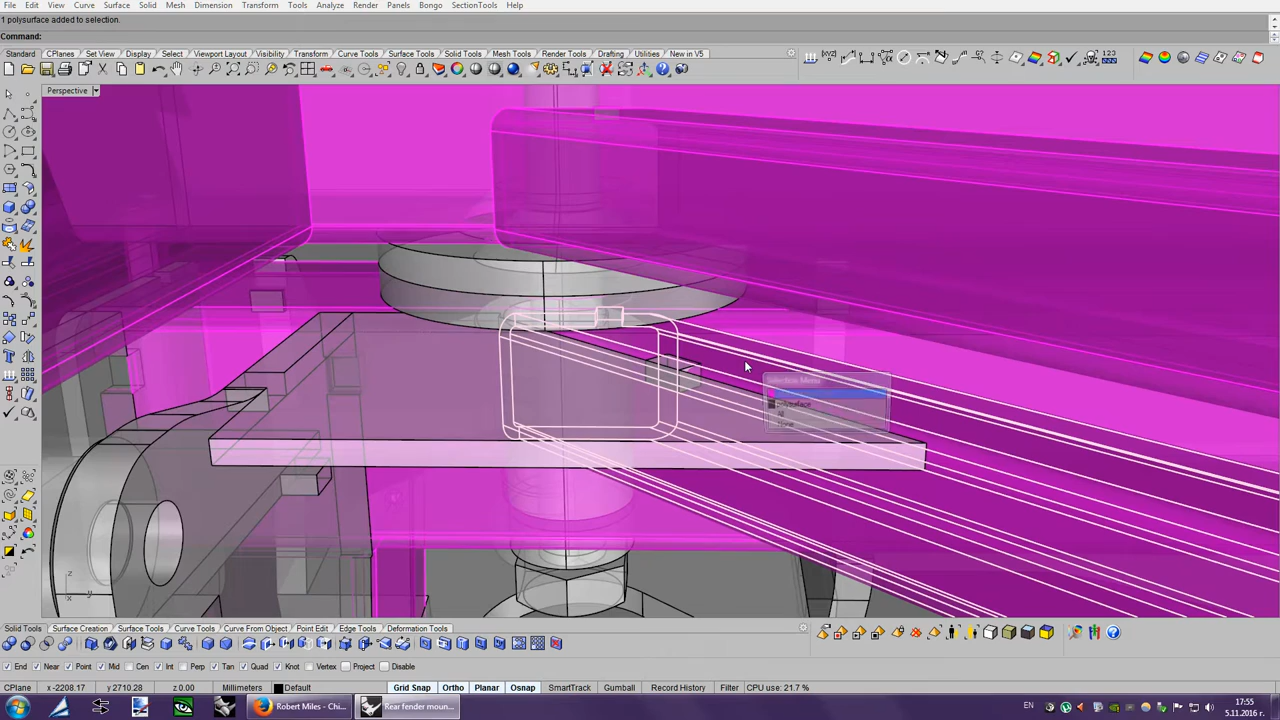 File Edit View Curve Surface Solid Mesh Dimension Transform Tools Analyze Render Panels Bongo SectionTools Help
1 polysurface added to selection.
Command:
Standard CPlanes Set View Display Select Viewport Layout Visibility Transform Curve Tools Surface Tools Solid Tools Mesh Tools Render Tools Drafting Utilities New in V5
Perspective
Selection Menu
polysurface
All
None
z
x y
Solid Tools Surface Creation Surface Tools Curve Tools Curve From Object Point Edit Edge Tools Deformation Tools
End Near Point Mid Cen Int Perp Tan Quad Knot Vertex Project Disable
CPlane x -2208.17 y 2710.28 z 0.00 Millimeters Default Grid Snap Ortho Planar Osnap SmartTrack Gumball Record History Filter CPU use: 21.7 %
Robert Miles - Chi... Rear fender moun... EN 17:55
5.11.2016 г.